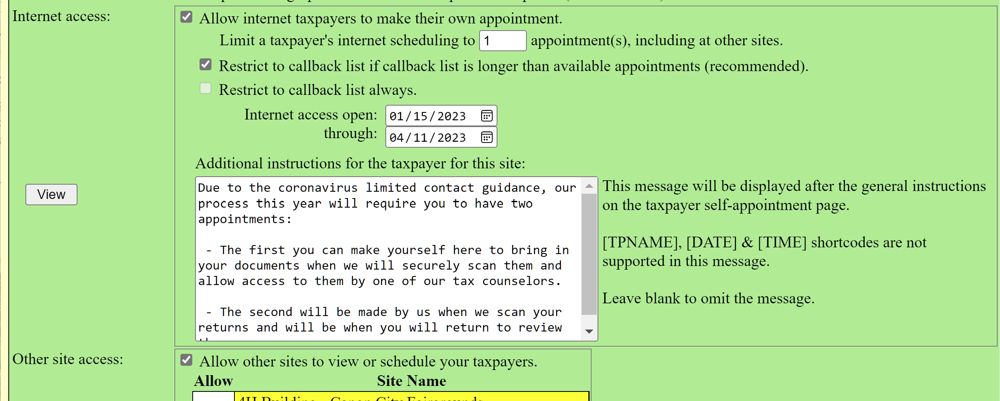 Internet access:
Allow internet taxpayers to make their own appointment.
Limit a taxpayer's internet scheduling to 1 appointment(s), including at other sites.
Restrict to callback list if callback list is longer than available appointments (recommended).
Restrict to callback list always.
Internet access open: 01/15/2023
through: 04/11/2023
Additional instructions for the taxpayer for this site:
View
Due to the coronavirus limited contact guidance, our
process this year will require you to have two
appointments:
- The first you can make yourself here to bring in
your documents when we will securely scan them and
allow access to them by one of our tax counselors.
- The second will be made by us when we scan your
returns and will be when you will return to review
This message will be displayed after the general instructions
on the taxpayer self-appointment page.
[TPNAME], [DATE] & [TIME] shortcodes are not
supported in this message.
Leave blank to omit the message.
Other site access:
Allow other sites to view or schedule your taxpayers.
Allow Site Name
4H Building - Canon City Fairgrounds